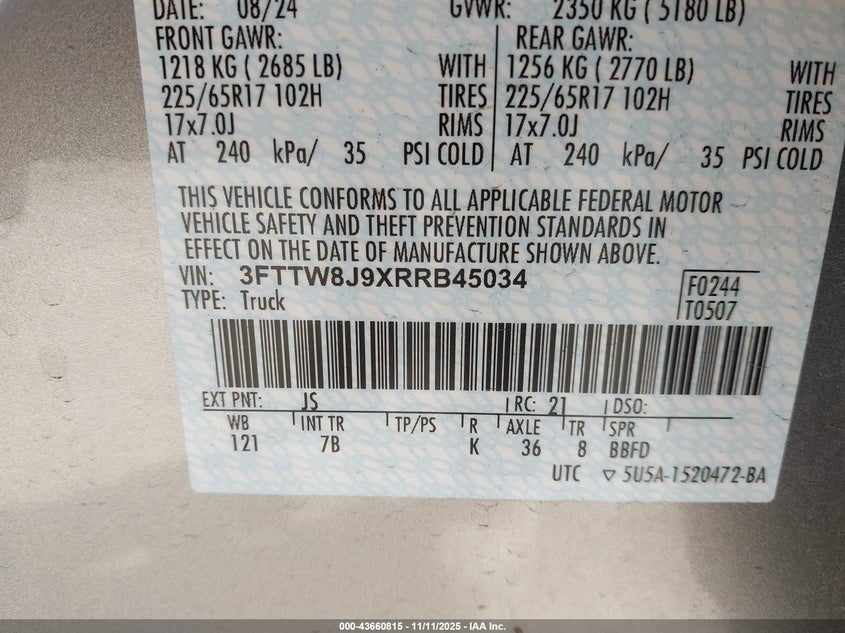 DATE: 08/24 GVWR: 2350 KG ( 5180 LB)
FRONT GAWR: REAR GAWR:
1218 KG ( 2685 LB) WITH 1256 KG ( 2770 LB) WITH
225/65R17 102H TIRES 225/65R17 102H TIRES
17x7.0J RIMS 17x7.0J RIMS
AT 240 kPa/ 35 PSI COLD AT 240 kPa/ 35 PSI COLD
THIS VEHICLE CONFORMS TO ALL APPLICABLE FEDERAL MOTOR
VEHICLE SAFETY AND THEFT PREVENTION STANDARDS IN
EFFECT ON THE DATE OF MANUFACTURE SHOWN ABOVE.
VIN: 3FTTW8J9XRRB45034
TYPE: Truck
F0244
T0507
EXT PNT: JS RC: 21 DSO:
WB INT TR TP/PS R AXLE TR SPR
121 7B K 36 8 BBFD
UTC ▽ 5U5A-1520472-BA
000-43660815 - 11/11/2025 - IAA Inc.